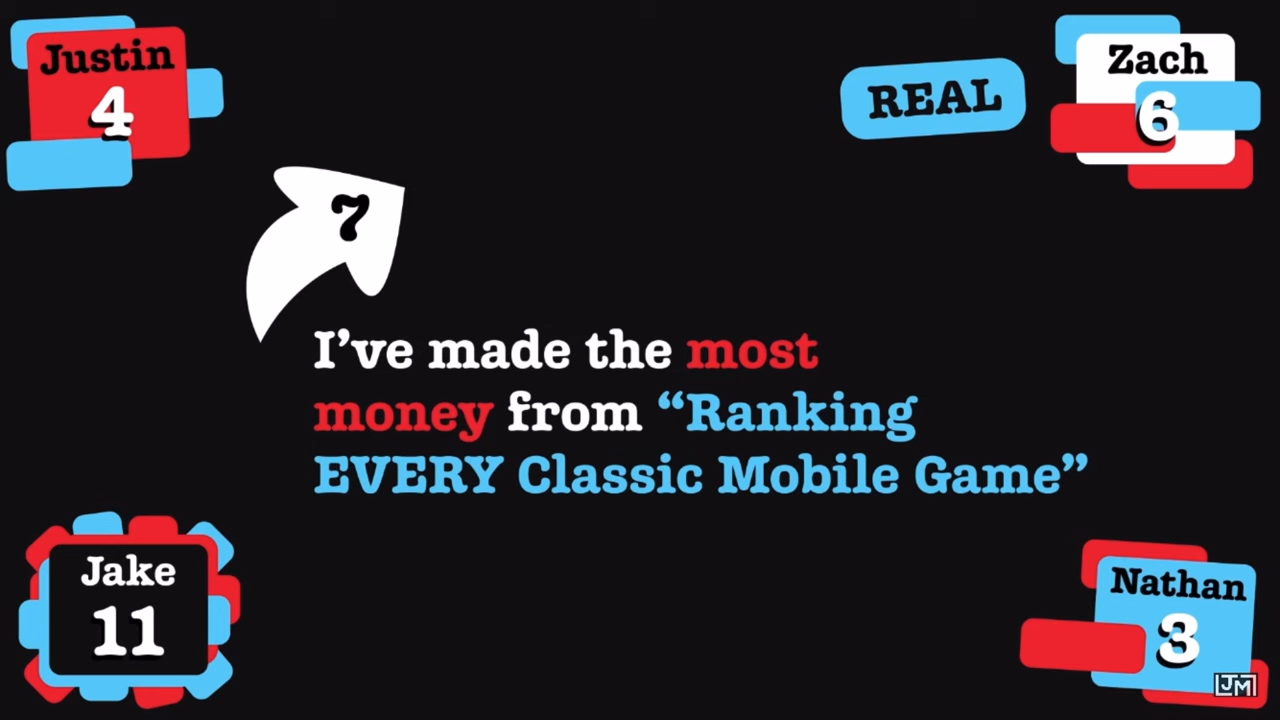 Justin
4
REAL
Zach
6
7
I’ve made the most
money from “Ranking
EVERY Classic Mobile Game”
Jake
11
Nathan
3
JM